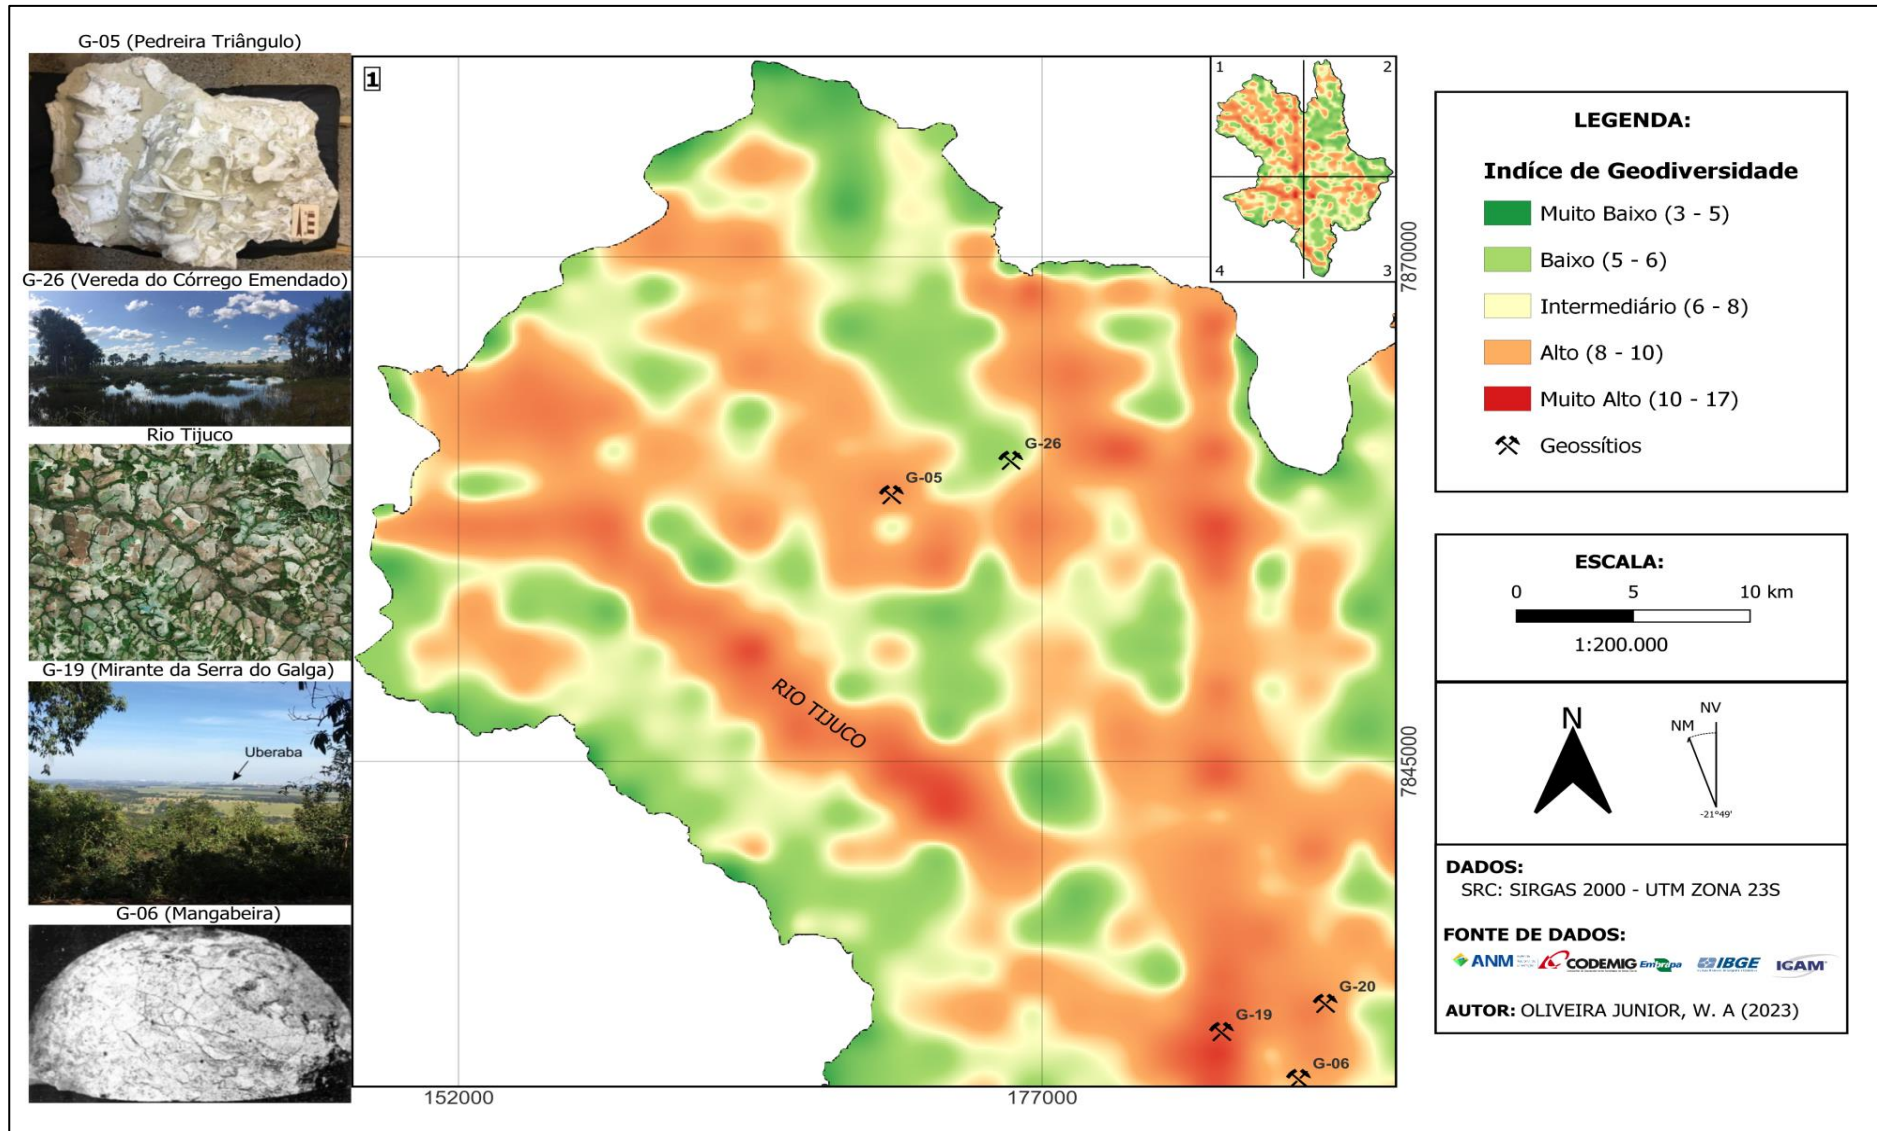 G-05 (Pedreira Triângulo)
G-26 (Vereda do Córrego Emendado)
Rio Tijuco
G-19 (Mirante da Serra do Galga)
Uberaba
G-06 (Mangabeira)
1
1
2
3
4
G-26
G-05
RIO TIJUCO
G-20
G-19
G-06
152000
177000
7870000
7845000
LEGENDA:
Indíce de Geodiversidade
Muito Baixo (3 - 5)
Baixo (5 - 6)
Intermediário (6 - 8)
Alto (8 - 10)
Muito Alto (10 - 17)
Geossítios
ESCALA:
0 5 10 km
1:200.000
N
NV
NM
-21°49'
DADOS:
SRC: SIRGAS 2000 - UTM ZONA 23S
FONTE DE DADOS:
ANM CODEMIG Embrapa IBGE IGAM
AUTOR: OLIVEIRA JUNIOR, W. A (2023)